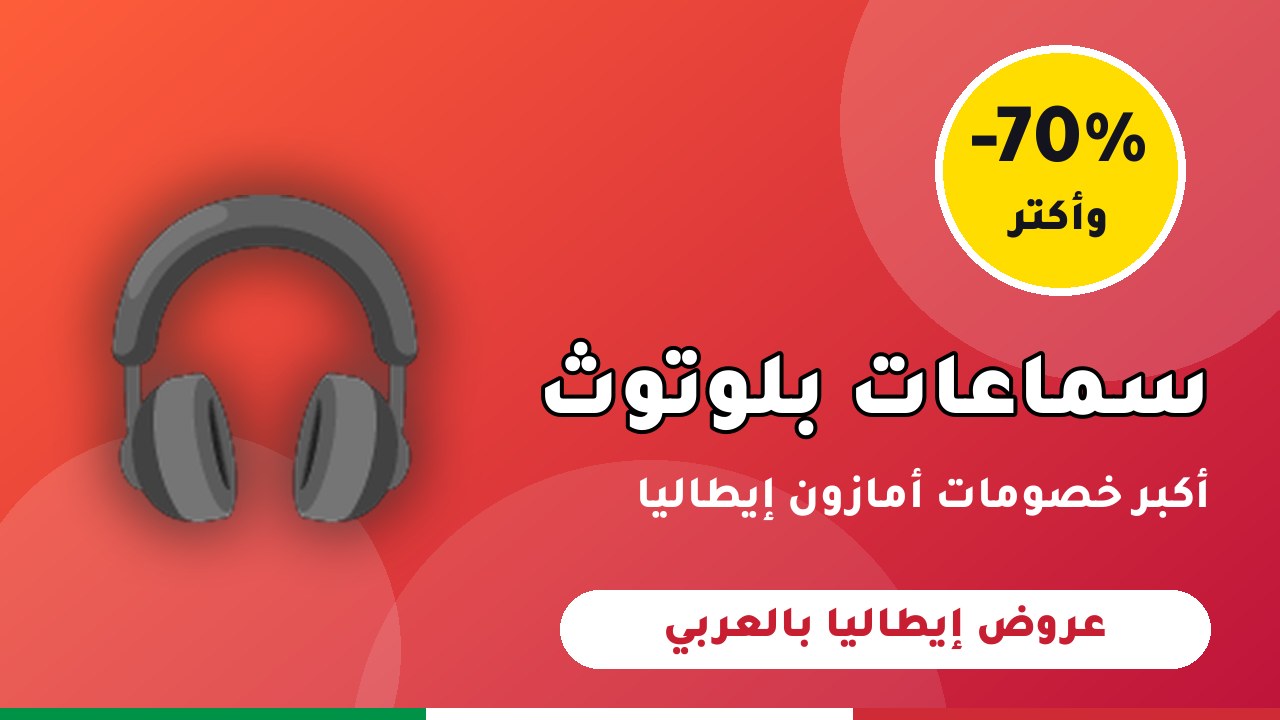 -70%
وأكتر
سماعات بلوتوث
أكبر خصومات أمازون إيطاليا
عروض إيطاليا بالعربي